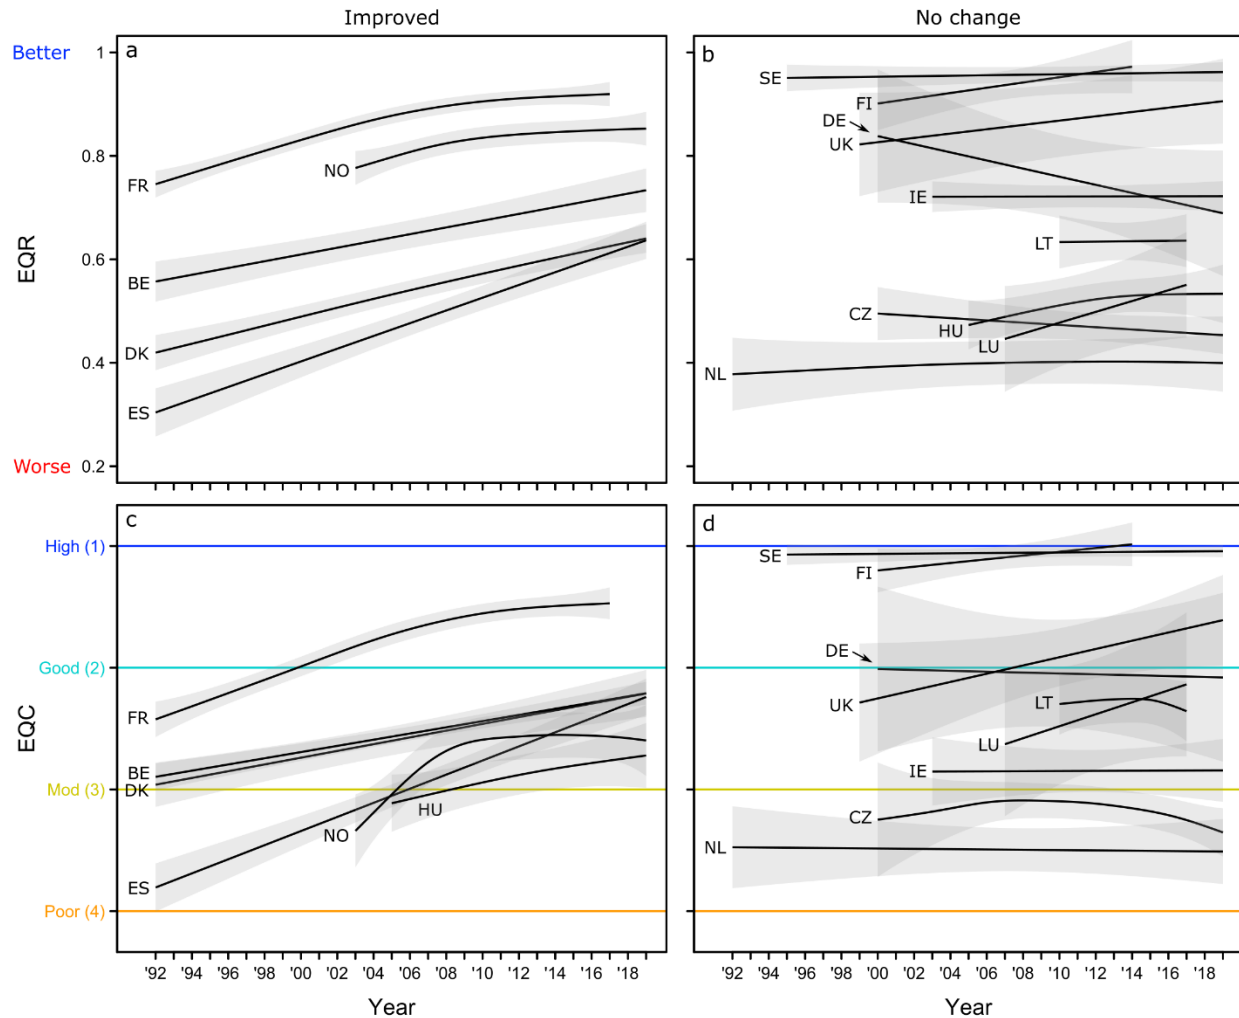 Improved
No change
a
b
Better
1
0.8
0.6
0.4
Worse
0.2
EQR
FR
NO
BE
DK
ES
SE
FI
DE
UK
IE
LT
CZ
HU
LU
NL
c
d
High (1)
Good (2)
Mod (3)
Poor (4)
EQC
FR
BE
DK
HU
NO
ES
SE
FI
DE
UK
LT
LU
IE
CZ
NL
'92 '94 '96 '98 '00 '02 '04 '06 '08 '10 '12 '14 '16 '18
'92 '94 '96 '98 '00 '02 '04 '06 '08 '10 '12 '14 '16 '18
Year
Year